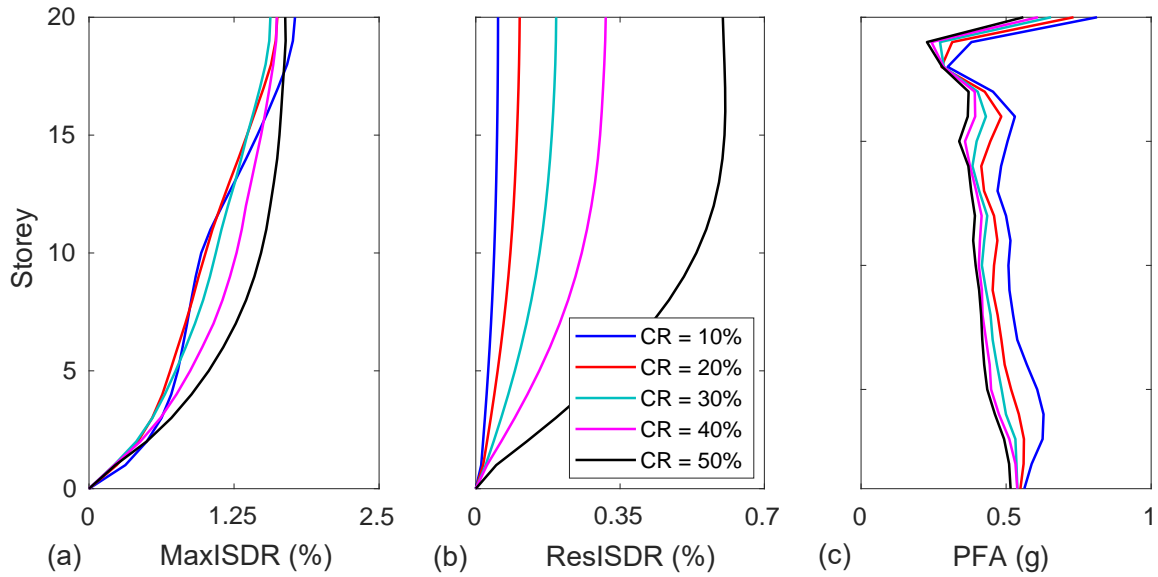 20
15
10
5
0
Storey
0
1.25
2.5
(a)
MaxISDR (%)
CR = 10%
CR = 20%
CR = 30%
CR = 40%
CR = 50%
0
0.35
0.7
(b)
ResISDR (%)
0
0.5
1
(c)
PFA (g)